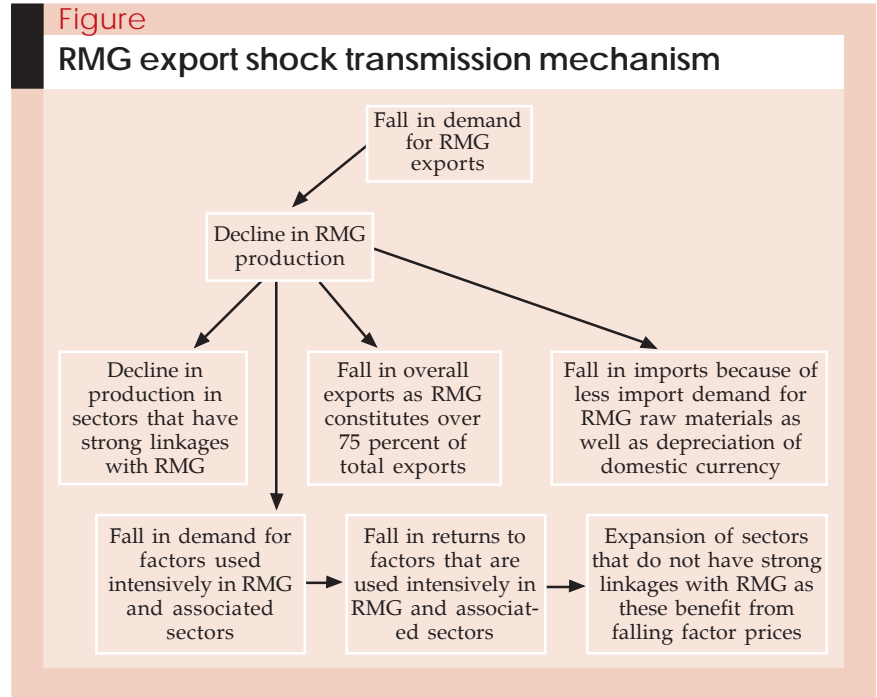 Figure
RMG export shock transmission mechanism
Fall in demand
for RMG
exports
Decline in RMG
production
Decline in
production in
sectors that have
strong linkages
with RMG
Fall in overall
exports as RMG
constitutes over
75 percent of
total exports
Fall in imports because of
less import demand for
RMG raw materials as
well as depreciation of
domestic currency
Fall in demand for
factors used
intensively in RMG
and associated
sectors
Fall in returns to
factors that are
used intensively in
RMG and associat-
ed sectors
Expansion of sectors
that do not have strong
linkages with RMG as
these benefit from
falling factor prices